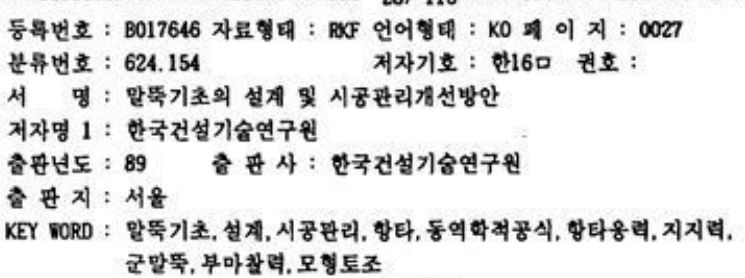 등록번호 : B017646 자료형태 : RKF 언어형태 : KO 페 이 지 : 0027
분류번호 : 624.154 저자기호 : 한16ㅁ 권호 :
서 명 : 말뚝기초의 설계 및 시공관리개선방안
저자명 1 : 한국건설기술연구원
출판년도 : 89 출 판 사 : 한국건설기술연구원
출 판 지 : 서울
KEY WORD : 말뚝기초, 설계, 시공관리, 항타, 동역학적공식, 항타응력, 지지력,
군말뚝, 부마찰력, 모형토조